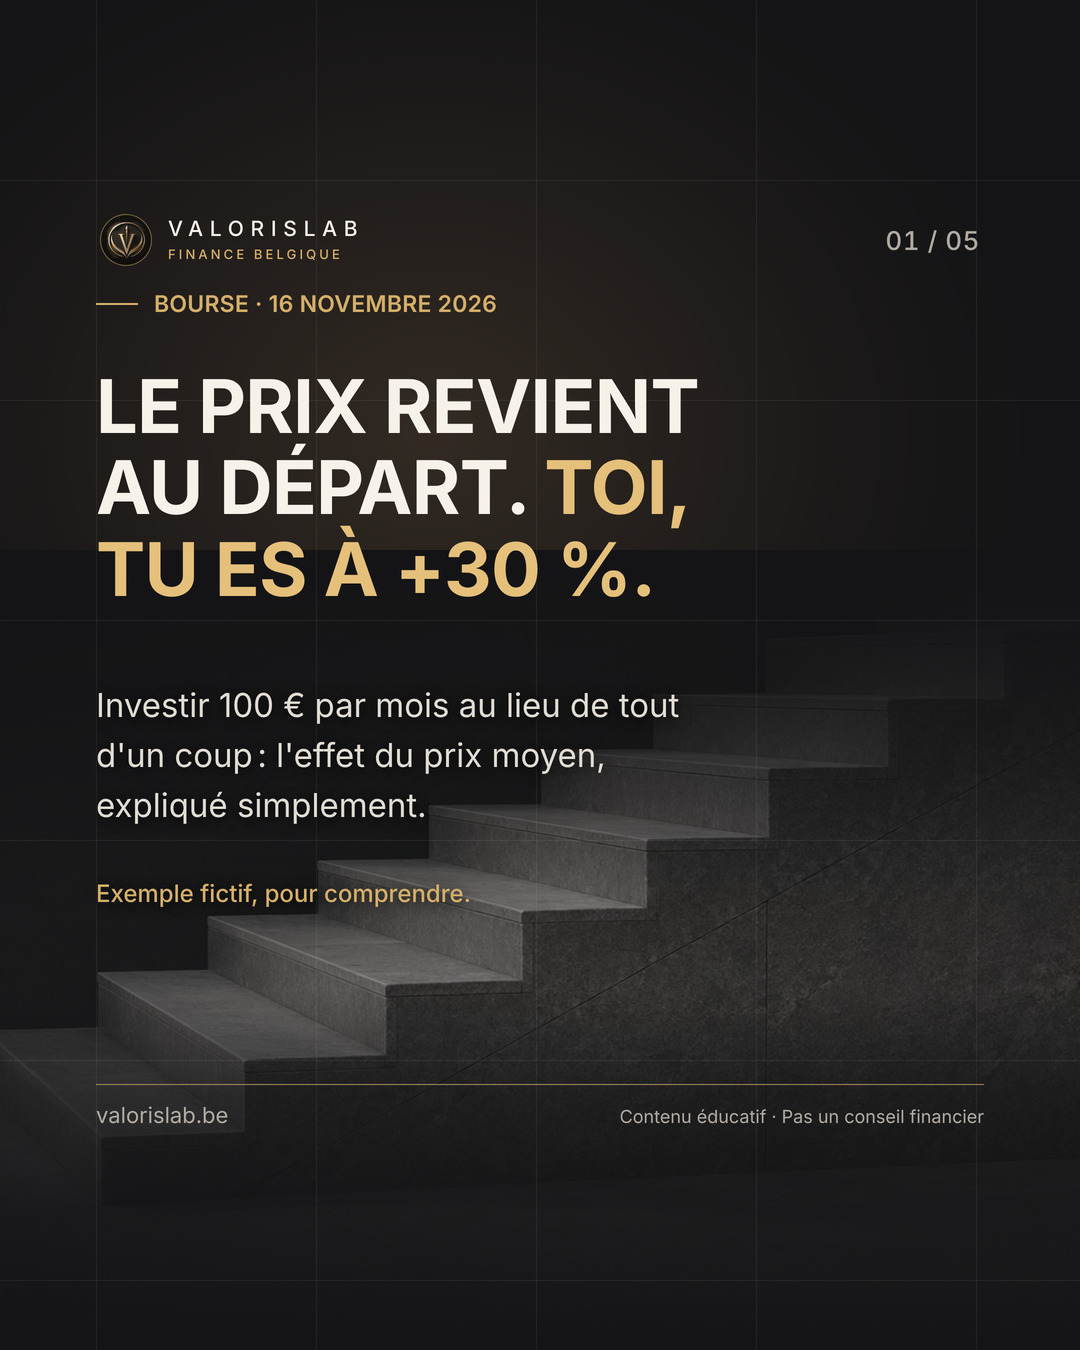 VALORISLAB
FINANCE BELGIQUE
01 / 05
BOURSE · 16 NOVEMBRE 2026
LE PRIX REVIENT
AU DÉPART. TOI,
TU ES À +30 %.
Investir 100 € par mois au lieu de tout
d'un coup : l'effet du prix moyen,
expliqué simplement.
Exemple fictif, pour comprendre.
valorislab.be
Contenu éducatif · Pas un conseil financier